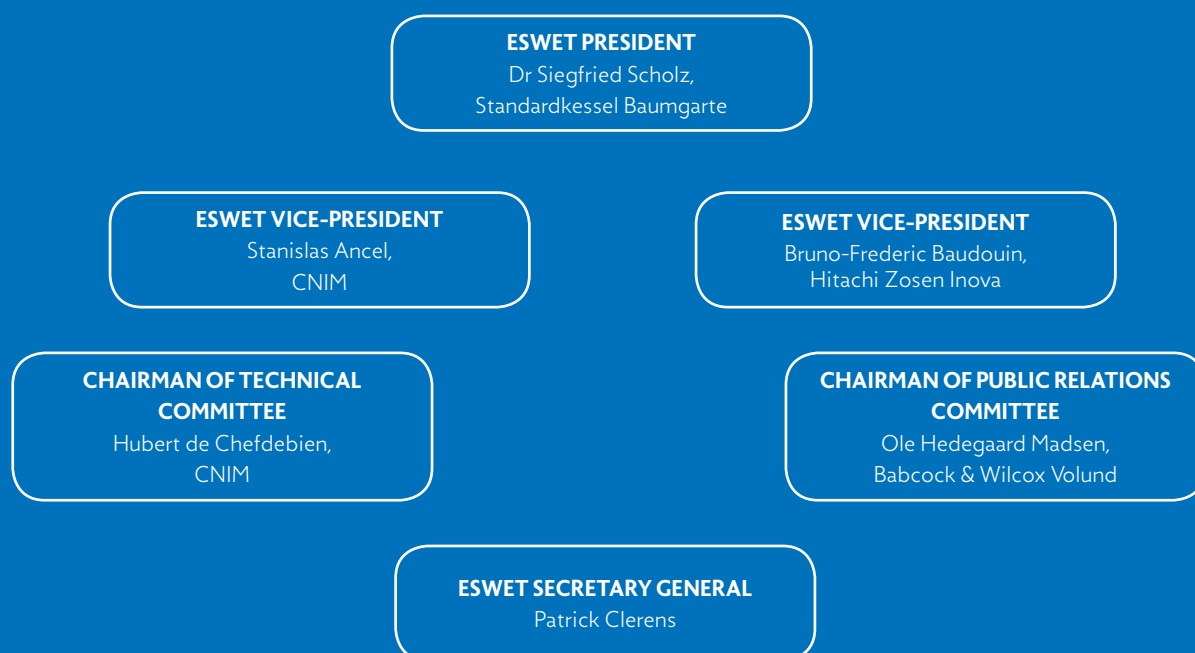 ESWET PRESIDENT
Dr Siegfried Scholz,
Standardkessel Baumgarte
ESWET VICE-PRESIDENT
Stanislas Ancel,
CNIM
ESWET VICE-PRESIDENT
Bruno-Frederic Baudouin,
Hitachi Zosen Inova
CHAIRMAN OF TECHNICAL
COMMITTEE
Hubert de Chefdebien,
CNIM
CHAIRMAN OF PUBLIC RELATIONS
COMMITTEE
Ole Hedegaard Madsen,
Babcock & Wilcox Volund
ESWET SECRETARY GENERAL
Patrick Clerens